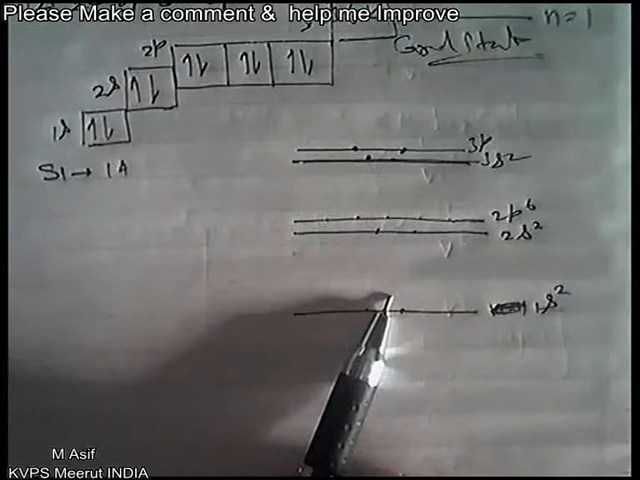 Please Make a comment & help me Improve
n=1
2p
Ground State
2s
1s
Si → 14
3p
3s²
2p⁶
2s²
1s²
M Asif
KVPS Meerut INDIA